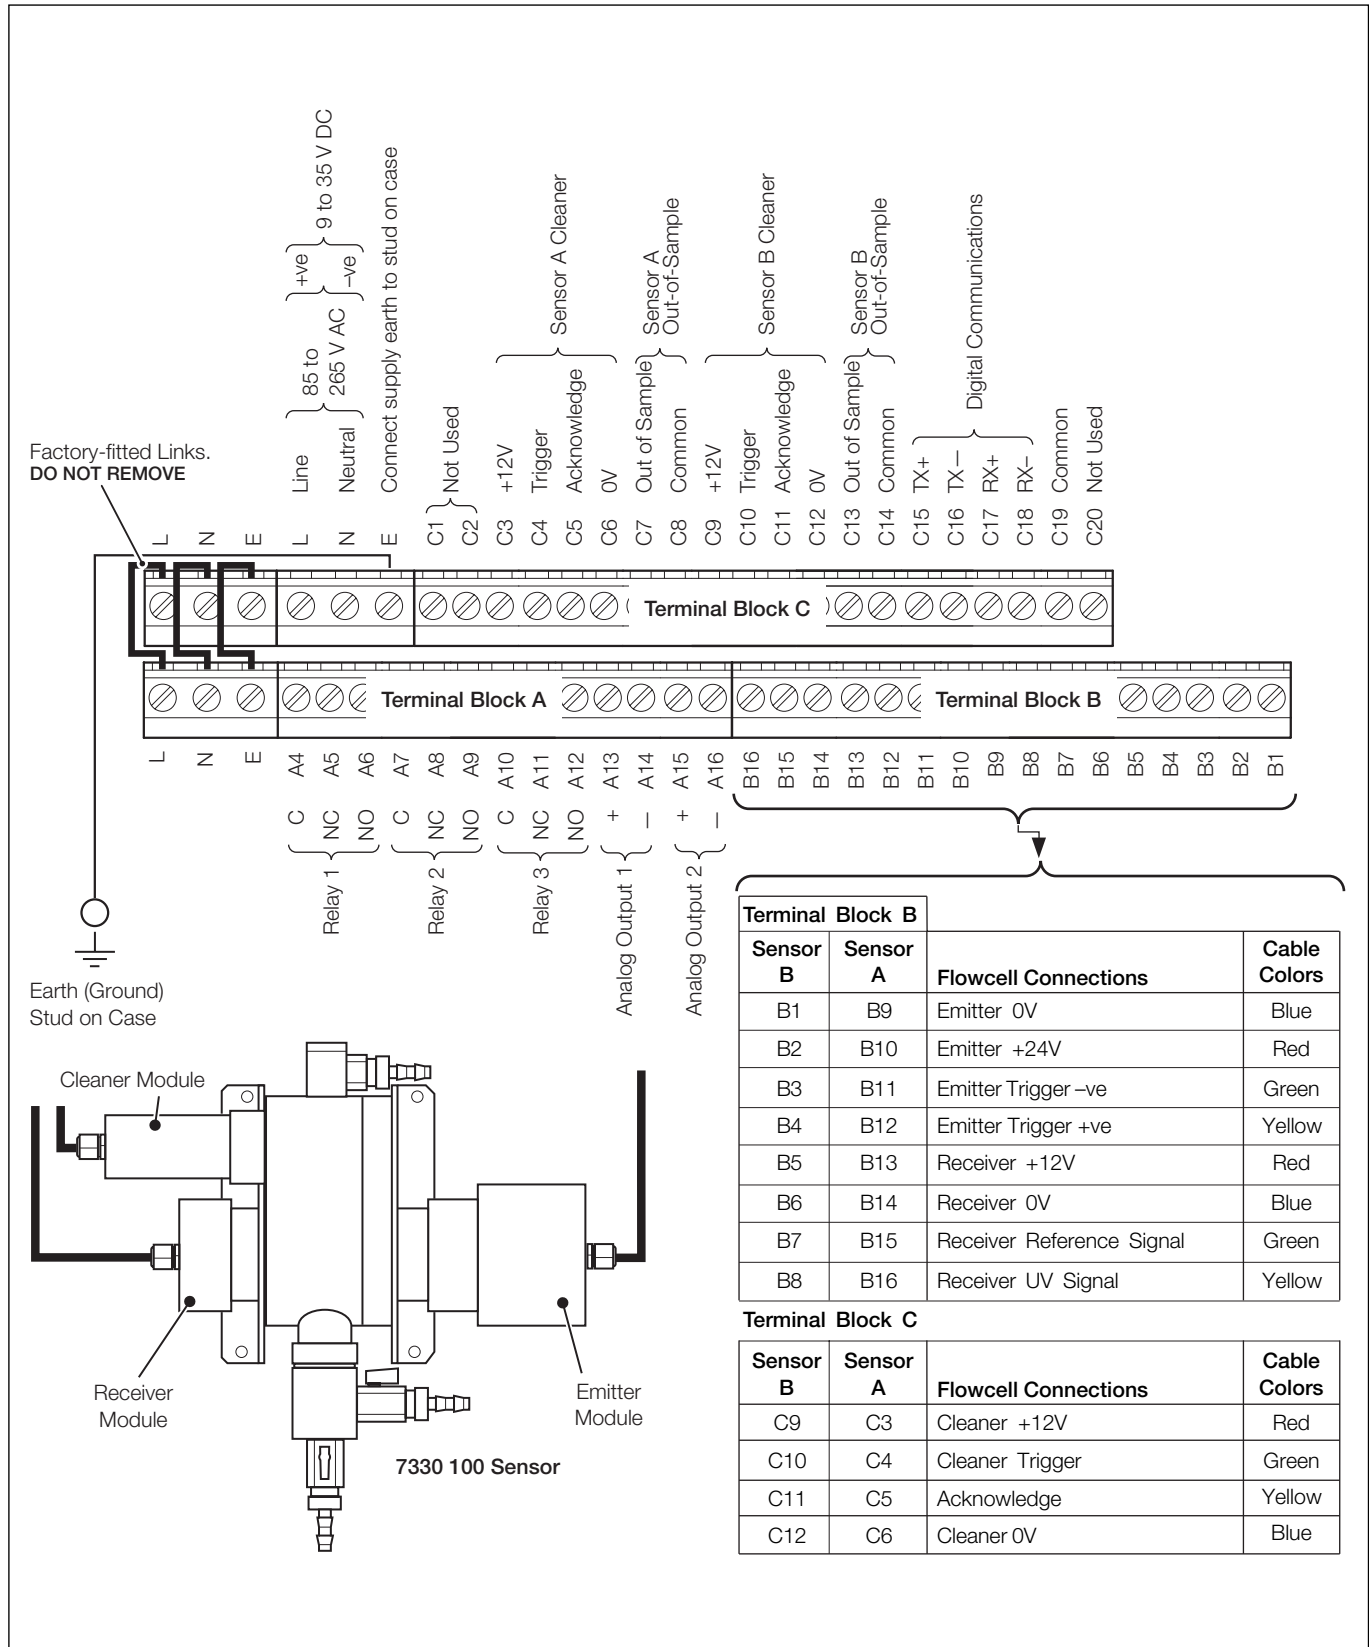 9 to 35 V DC
+ve
–ve
85 to
265 V AC
Line
Neutral
Connect supply earth to stud on case
Sensor A Cleaner
Sensor A
Out-of-Sample
Sensor B Cleaner
Sensor B
Out-of-Sample
Digital Communications
Not Used
+12V
Trigger
Acknowledge
0V
Out of Sample
Common
+12V
Trigger
Acknowledge
0V
Out of Sample
Common
TX+
TX—
RX+
RX–
Common
Not Used
Factory-fitted Links.
DO NOT REMOVE
L N E L N E C1 C2 C3 C4 C5 C6 C7 C8 C9 C10 C11 C12 C13 C14 C15 C16 C17 C18 C19 C20
Terminal Block C
Terminal Block A
Terminal Block B
L N E A4 A5 A6 A7 A8 A9 A10 A11 A12 A13 A14 A15 A16 B16 B15 B14 B13 B12 B11 B10 B9 B8 B7 B6 B5 B4 B3 B2 B1
C NC NO C NC NO C NC NO + — + —
Relay 1
Relay 2
Relay 3
Analog Output 1
Analog Output 2
Earth (Ground)
Stud on Case
Cleaner Module
Receiver
Module
Emitter
Module
7330 100 Sensor
Terminal Block B
Sensor B Sensor A Flowcell Connections Cable Colors
B1 B9 Emitter 0V Blue
B2 B10 Emitter +24V Red
B3 B11 Emitter Trigger –ve Green
B4 B12 Emitter Trigger +ve Yellow
B5 B13 Receiver +12V Red
B6 B14 Receiver 0V Blue
B7 B15 Receiver Reference Signal Green
B8 B16 Receiver UV Signal Yellow
Terminal Block C
Sensor B Sensor A Flowcell Connections Cable Colors
C9 C3 Cleaner +12V Red
C10 C4 Cleaner Trigger Green
C11 C5 Acknowledge Yellow
C12 C6 Cleaner 0V Blue